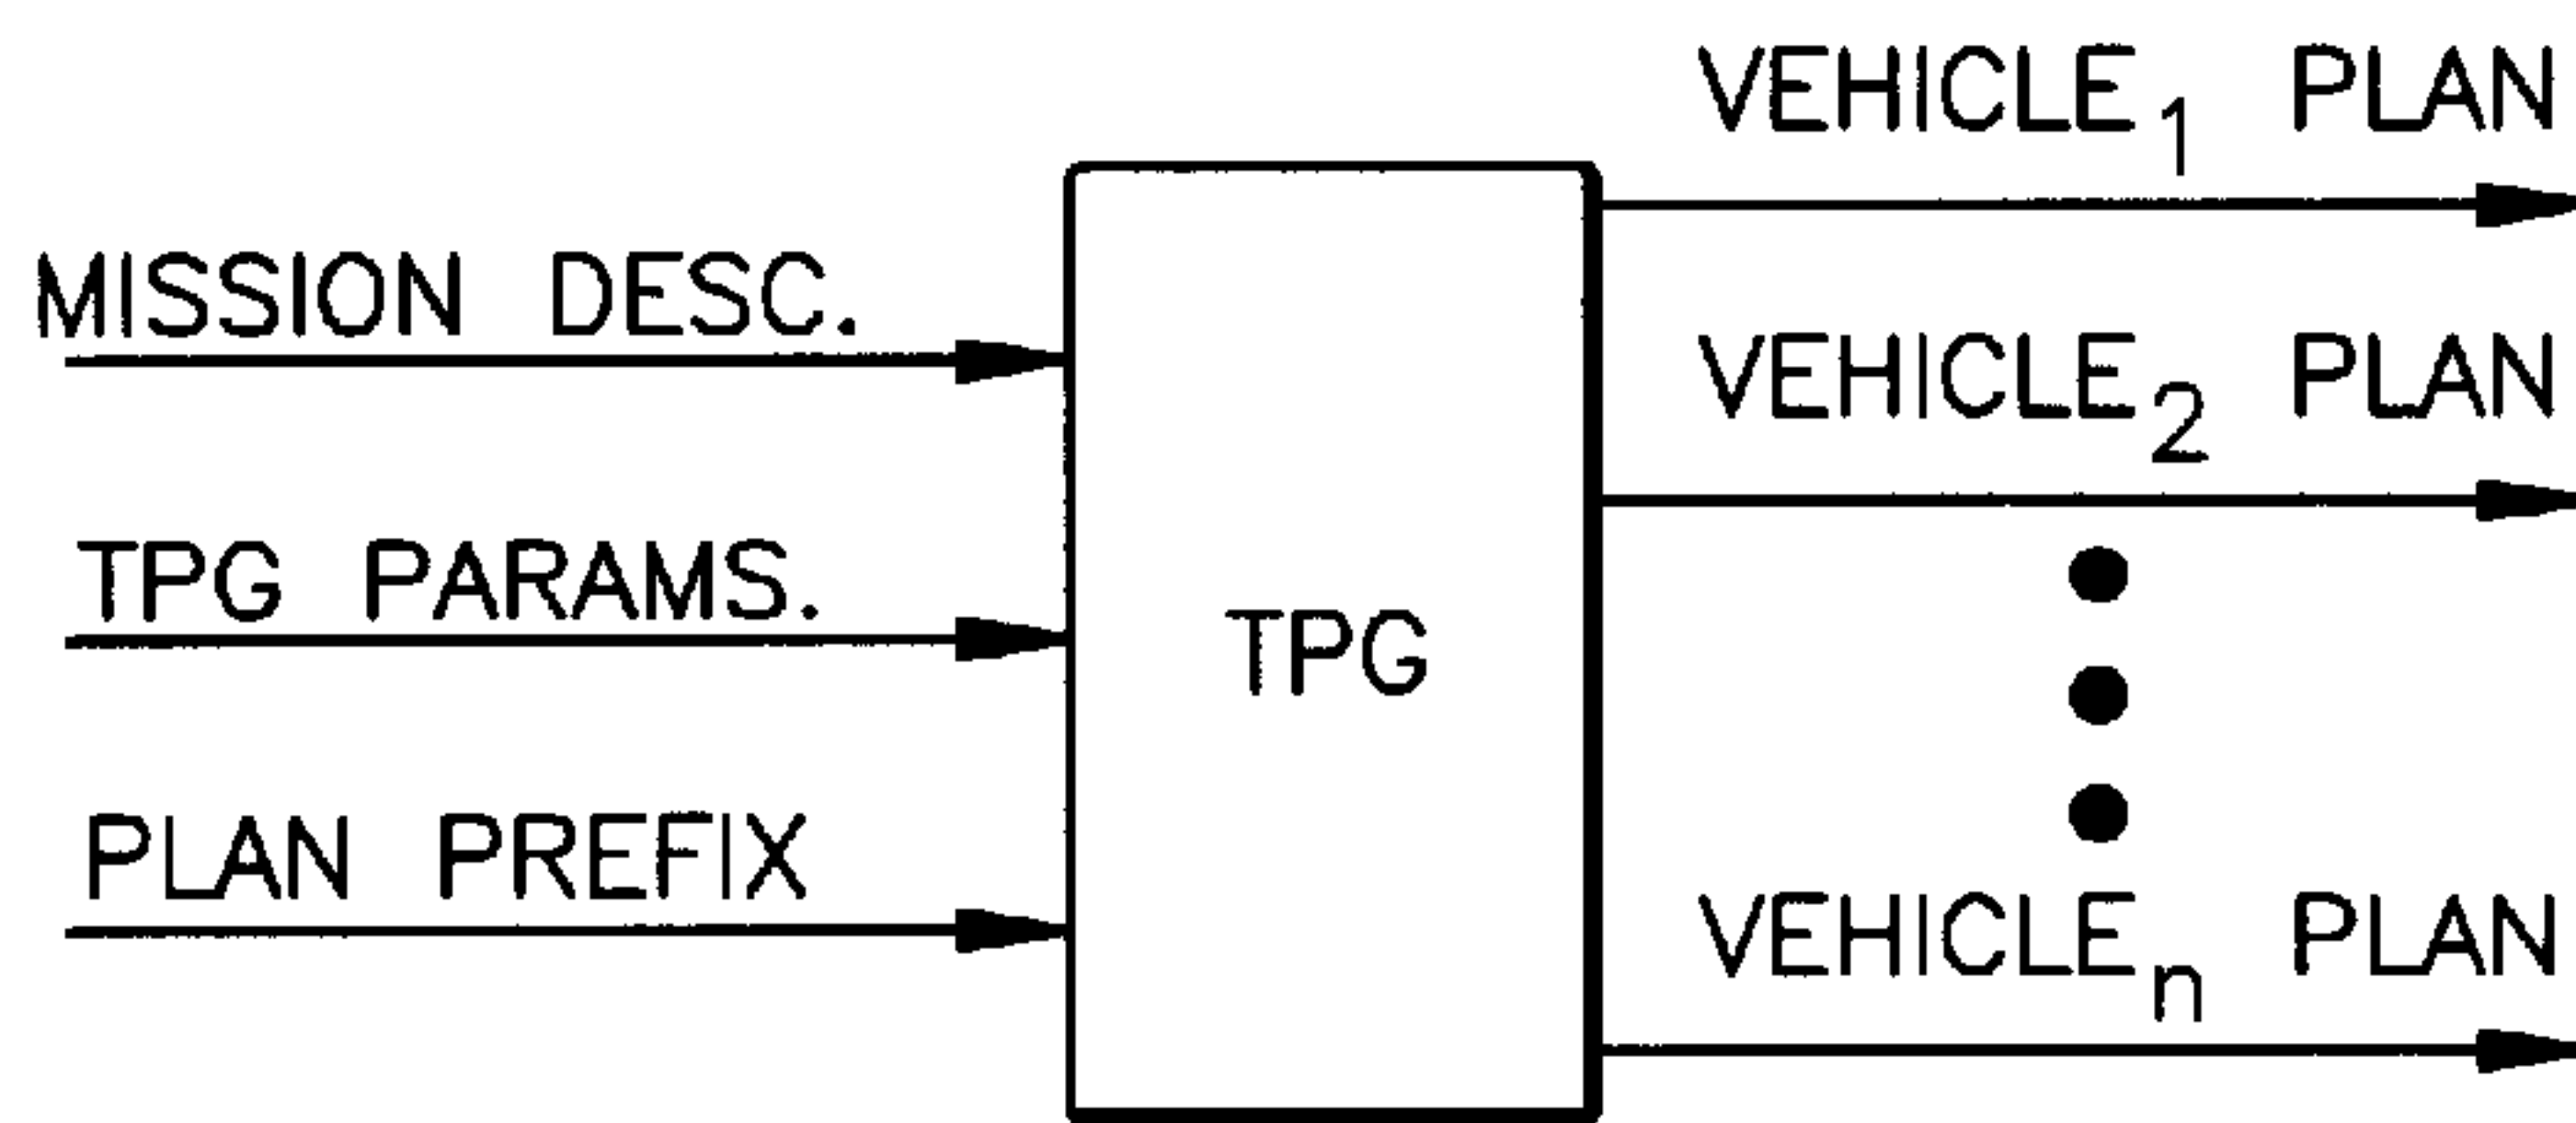 VEHICLE₁ PLAN
MISSION DESC.
VEHICLE₂ PLAN
TPG PARAMS.
TPG
PLAN PREFIX
VEHICLEₙ PLAN